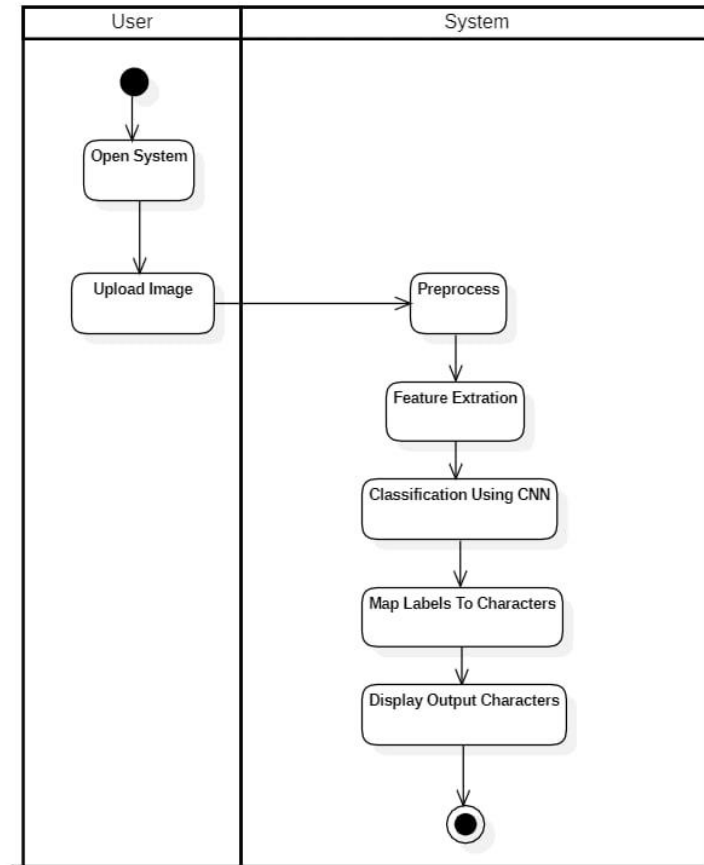 User
System
Open System
Upload Image
Preprocess
Feature Extration
Classification Using CNN
Map Labels To Characters
Display Output Characters